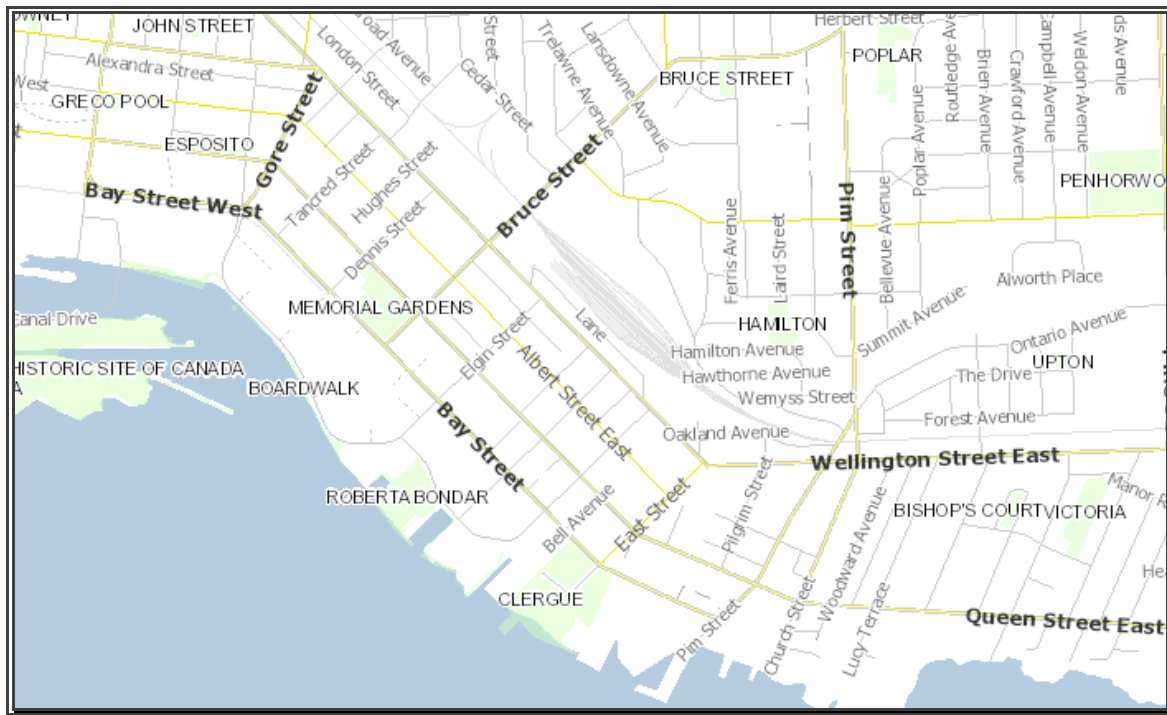 JOHN STREET
London Street
Street
Herbert Street
Alexandra Street
road Avenue
Cedar Street
Trelawne Avenue
Lansdowne Avenue
BRUCE STREET
POPLAR
Routledge Ave
Brien Avenue
Crawford Avenue
Campbell Avenue
Weldon Avenue
ds Avenue
West
GRECO POOL
Gore Street
ESPOSITO
Poplar Avenue
Bay Street West
Tancred Street
Hughes Street
Dennis Street
Bruce Street
Pim Street
Bellevue Avenue
PENHORWO
Ferris Avenue
Laird Street
Alworth Place
MEMORIAL GARDENS
Canal Drive
Elgin Street
Lane
HAMILTON
Summit Avenue
Ontario Avenue
Hamilton Avenue
HISTORIC SITE OF CANADA
A
BOARDWALK
Albert Street East
Hawthorne Avenue
The Drive
UPTON
Wemyss Street
Forest Avenue
Bay Street
Oakland Avenue
Wellington Street East
ROBERTA BONDAR
Bell Avenue
East Street
Pilgrim Street
Woodward Avenue
BISHOP'S COURT
VICTORIA
Manor R
He
CLERGUE
Pim Street
Church Street
Lucy Terrace
Queen Street East